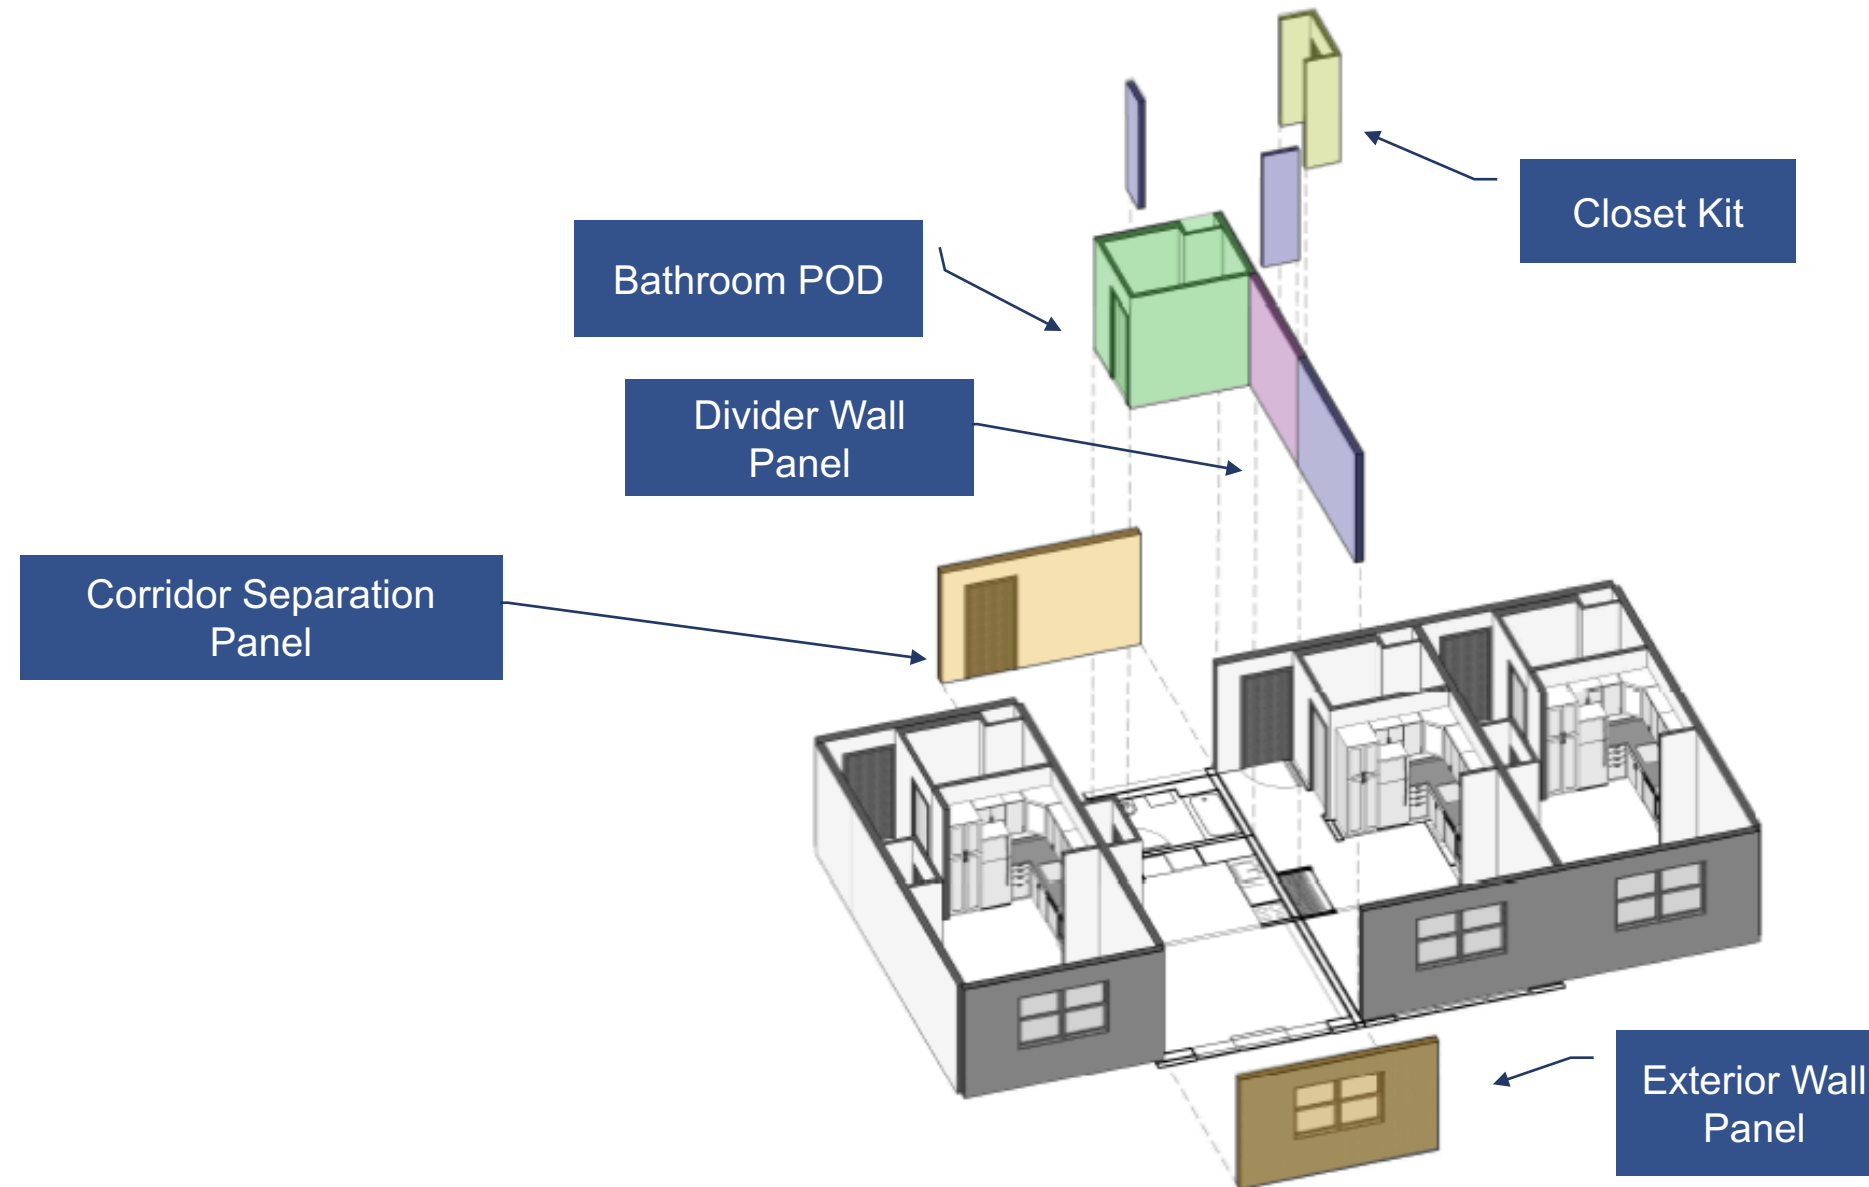 Closet Kit
Bathroom POD
Divider Wall
Panel
Corridor Separation
Panel
Exterior Wall
Panel